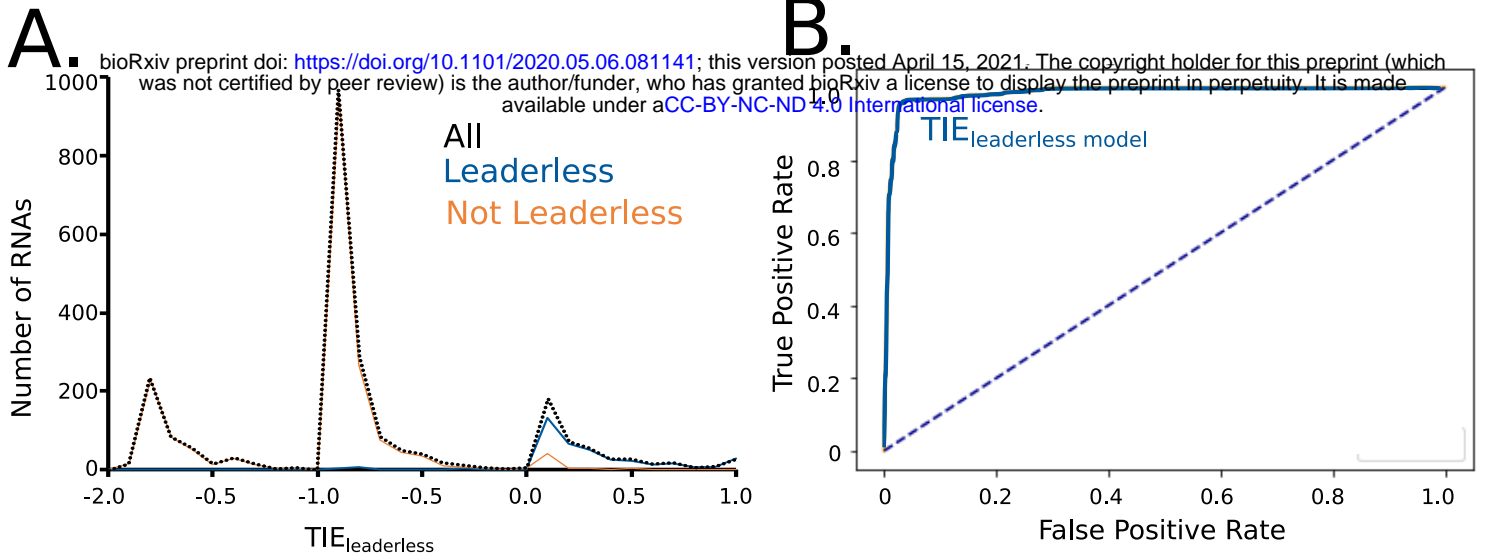 A.
B.
bioRxiv preprint doi: https://doi.org/10.1101/2020.05.06.081141; this version posted April 15, 2021. The copyright holder for this preprint (which
was not certified by peer review) is the author/funder, who has granted bioRxiv a license to display the preprint in perpetuity. It is made
available under aCC-BY-NC-ND 4.0 International license.
1000
800
600
400
200
0
Number of RNAs
All
Leaderless
Not Leaderless
-2.0 -0.5 -1.0 -0.5 0.0 0.5 1.0
TIEleaderless
1.0
0.8
0.6
0.4
0.2
0
True Positive Rate
TIEleaderless model
0 0.2 0.4 0.6 0.8 1.0
False Positive Rate